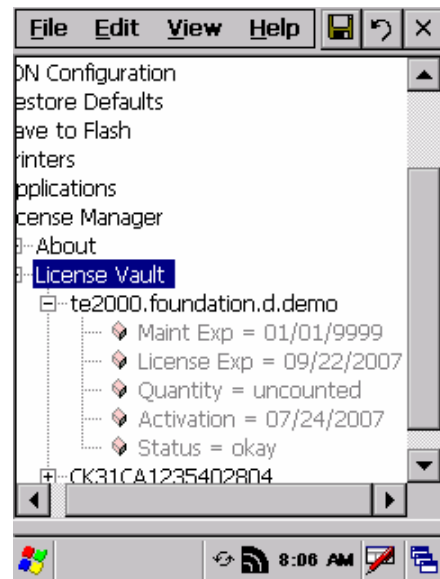 File Edit View Help
ON Configuration
estore Defaults
ave to Flash
rinters
pplications
cense Manager
About
License Vault
te2000.foundation.d.demo
Maint Exp = 01/01/9999
License Exp = 09/22/2007
Quantity = uncounted
Activation = 07/24/2007
Status = okay
CK31CA1235402804
8:06 AM